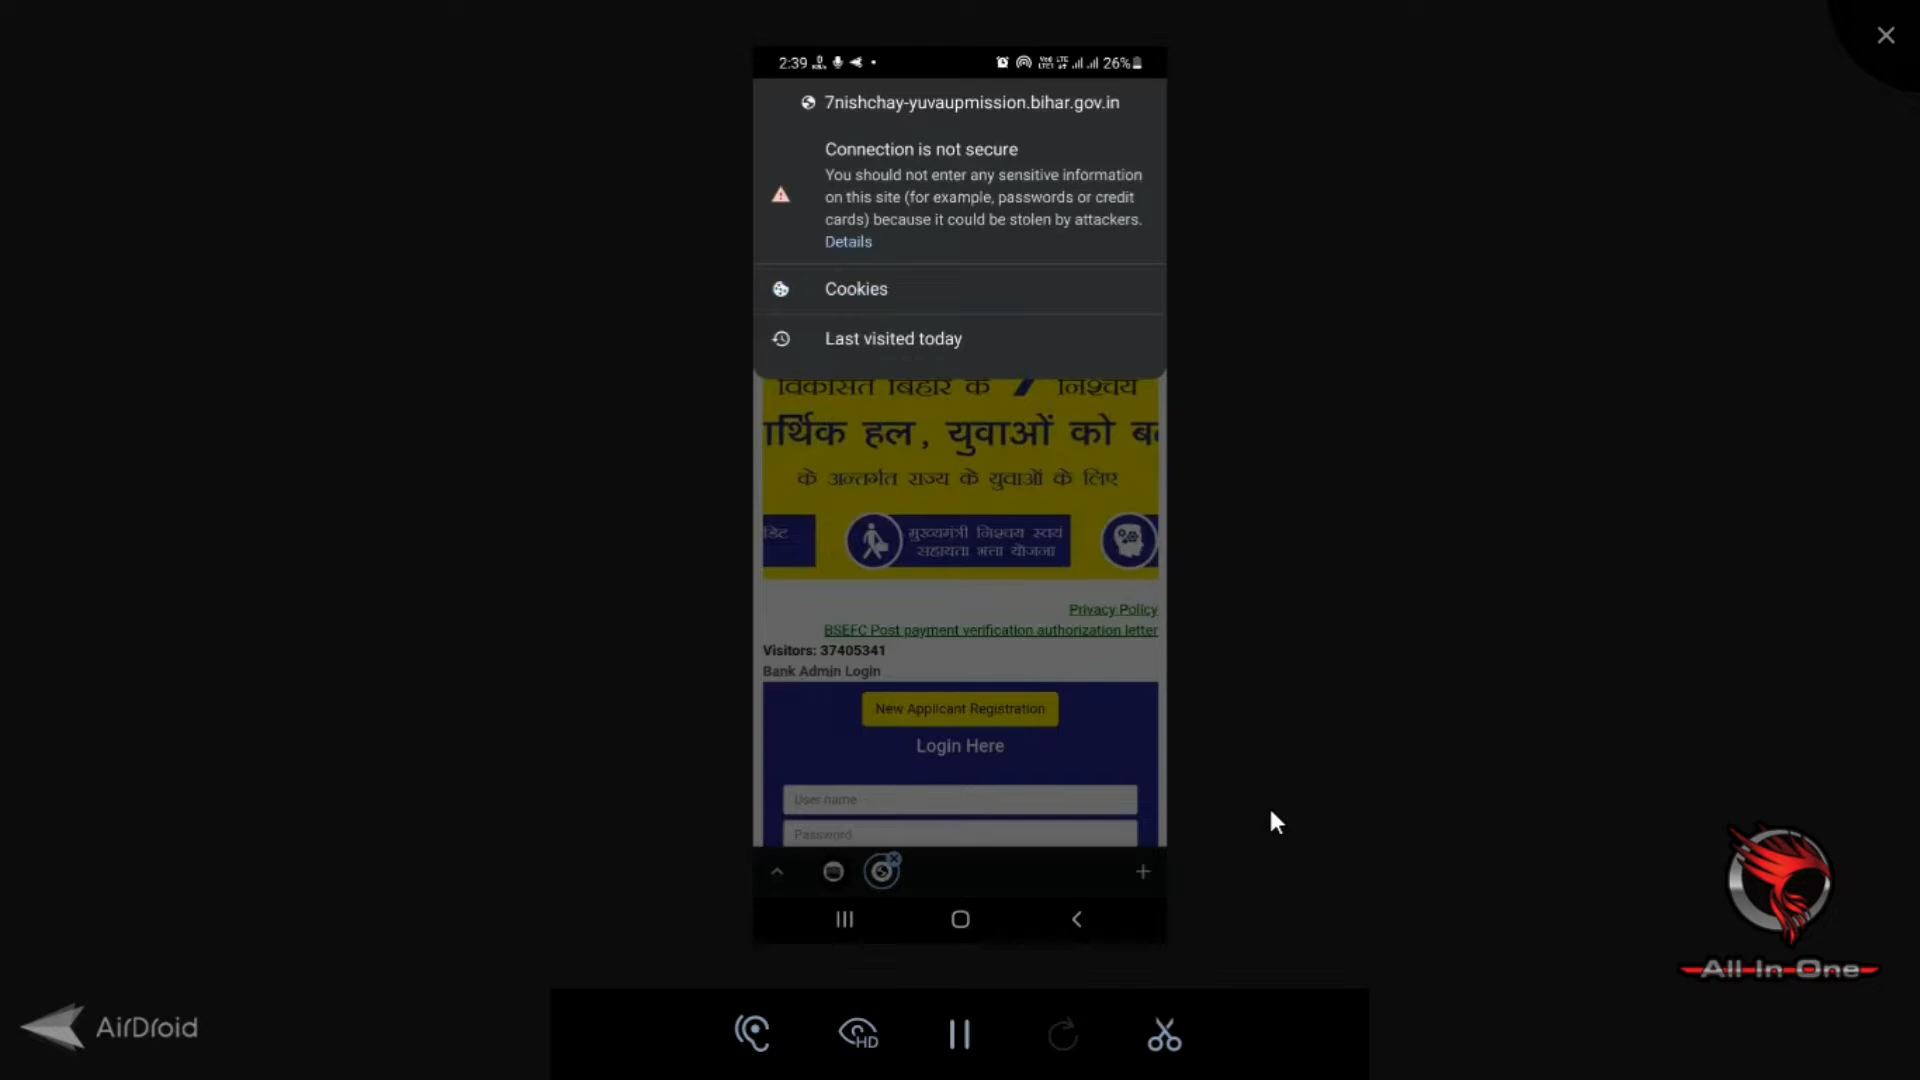 2:39
26%
7nishchay-yuvaupmission.bihar.gov.in
Connection is not secure
You should not enter any sensitive information
on this site (for example, passwords or credit
cards) because it could be stolen by attackers.
Details
Cookies
Last visited today
विकसित बिहार के 7 निश्चय
र्थिक हल, युवाओं को ब
के अन्तर्गत राज्य के युवाओं के लिए
डिट
मुख्यमंत्री निश्चय स्वयं
सहायता भत्ता योजना
Privacy Policy
BSEFC Post payment verification authorization letter
Visitors: 37405341
Bank Admin Login
New Applicant Registration
Login Here
User name
Password
All-In-One
AirDroid
HD